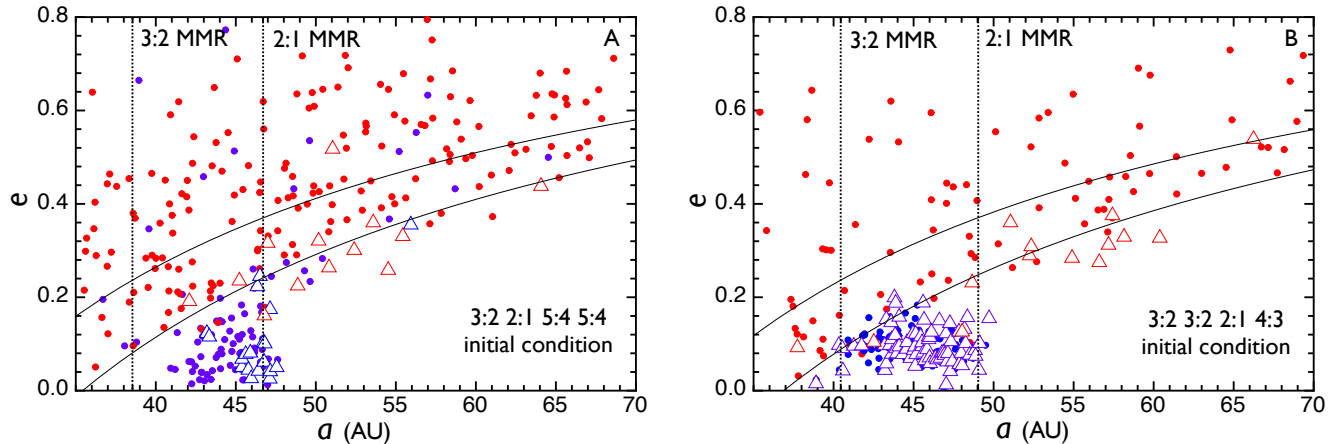 3:2 MMR
2:1 MMR
A
0.8
0.6
0.4
0.2
0.0
e
3:2 2:1 5:4 5:4
initial condition
40 45 50 55 60 65 70
a (AU)
3:2 MMR
2:1 MMR
B
0.8
0.6
0.4
0.2
0.0
e
3:2 3:2 2:1 4:3
initial condition
40 45 50 55 60 65 70
a (AU)